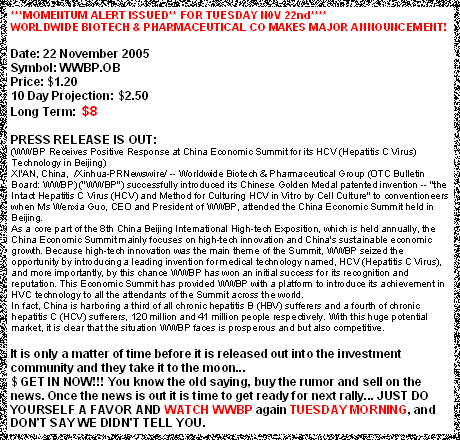 ***MOMENTUM ALERT ISSUED** FOR TUESDAY N0V 22nd****
WORLDWIDE BIOTECH & PHARMACEUTICAL CO MAKES MAJOR ANNOUNCEMENT!
Date: 22 November 2005
Symbol: WWBP.OB
Price: $1.20
10 Day Projection: $2.50
Long Term: $8
PRESS RELEASE IS OUT:
(WWBP Receives Positive Response at China Economic Summit for its HCV (Hepatitis C Virus)
Technology in Beijing)
XI'AN, China, /Xinhua-PRNewswire/ -- Worldwide Biotech & Pharmaceutical Group (OTC Bulletin
Board: WWBP)("WWBP") successfully introduced its Chinese Golden Medal patented invention -- "the
Intact Hepatitis C Virus (HCV) and Method for Culturing HCV in Vitro by Cell Culture" to conventioneers
when Ms Wenxia Guo, CEO and President of WWBP, attended the China Economic Summit held in
Beijing.
As a core part of the 8th China Beijing International High-tech Exposition, which is held annually, the
China Economic Summit mainly focuses on high-tech innovation and China's sustainable economic
growth. Because high-tech innovation was the main theme of the Summit, WWBP seized the
opportunity by introducing a leading invention for medical technology named, HCV (Hepatitis C Virus),
and more importantly, by this chance WWBP has won an initial success for its recognition and
reputation. This Economic Summit has provided WWBP with a platform to introduce its achievement in
HVC technology to all the attendants of the Summit across the world.
In fact, China is harboring a third of all chronic hepatitis B (HBV) sufferers and a fourth of chronic
hepatitis C (HCV) sufferers, 120 million and 41 million people respectively. With this huge potential
market, it is clear that the situation WWBP faces is prosperous and but also competitive.
It is only a matter of time before it is released out into the investment
community and they take it to the moon...
$ GET IN NOW!!! You know the old saying, buy the rumor and sell on the
news. Once the news is out it is time to get ready for next rally... JUST DO
YOURSELF A FAVOR AND WATCH WWBP again TUESDAY MORNING, and
DON'T SAY WE DIDN'T TELL YOU.